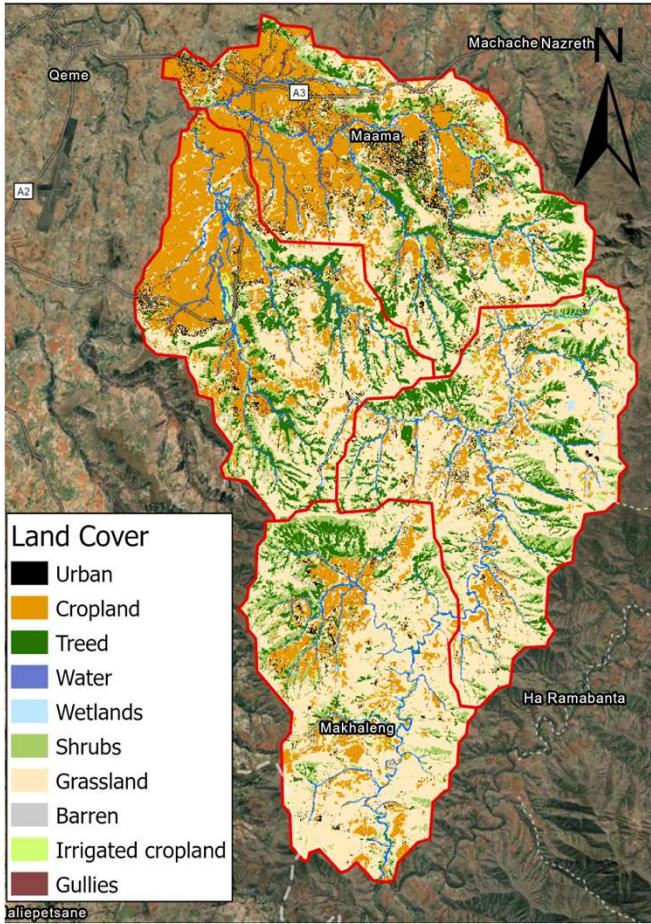 N
Machache Nazreth
Qeme
A3
Maama
A2
Land Cover
Urban
Cropland
Treed
Water
Wetlands
Shrubs
Grassland
Barren
Irrigated cropland
Gullies
Ha Ramabanta
Makhaleng
aliepetsane